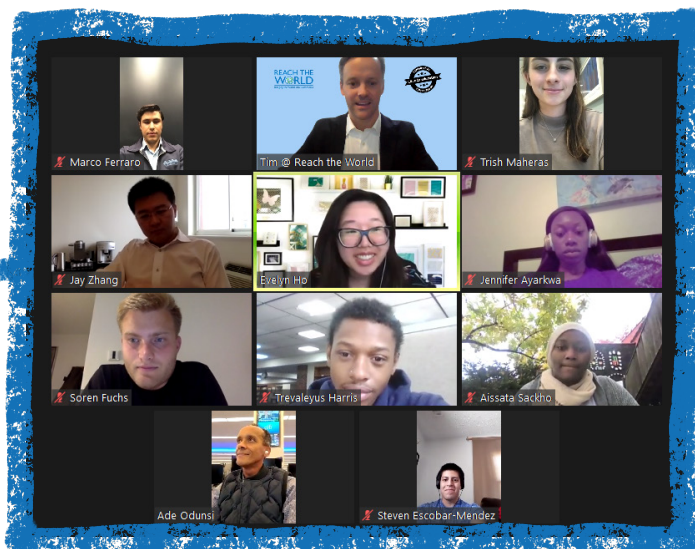 Marco Ferraro
REACH THE
WORLD
Tim @ Reach the World
Trish Maheras
Jay Zhang
Evelyn Ho
Jennifer Ayarkwa
Soren Fuchs
Trevaleyus Harris
Aissata Sackho
Ade Odunsi
Steven Escobar-Mendez